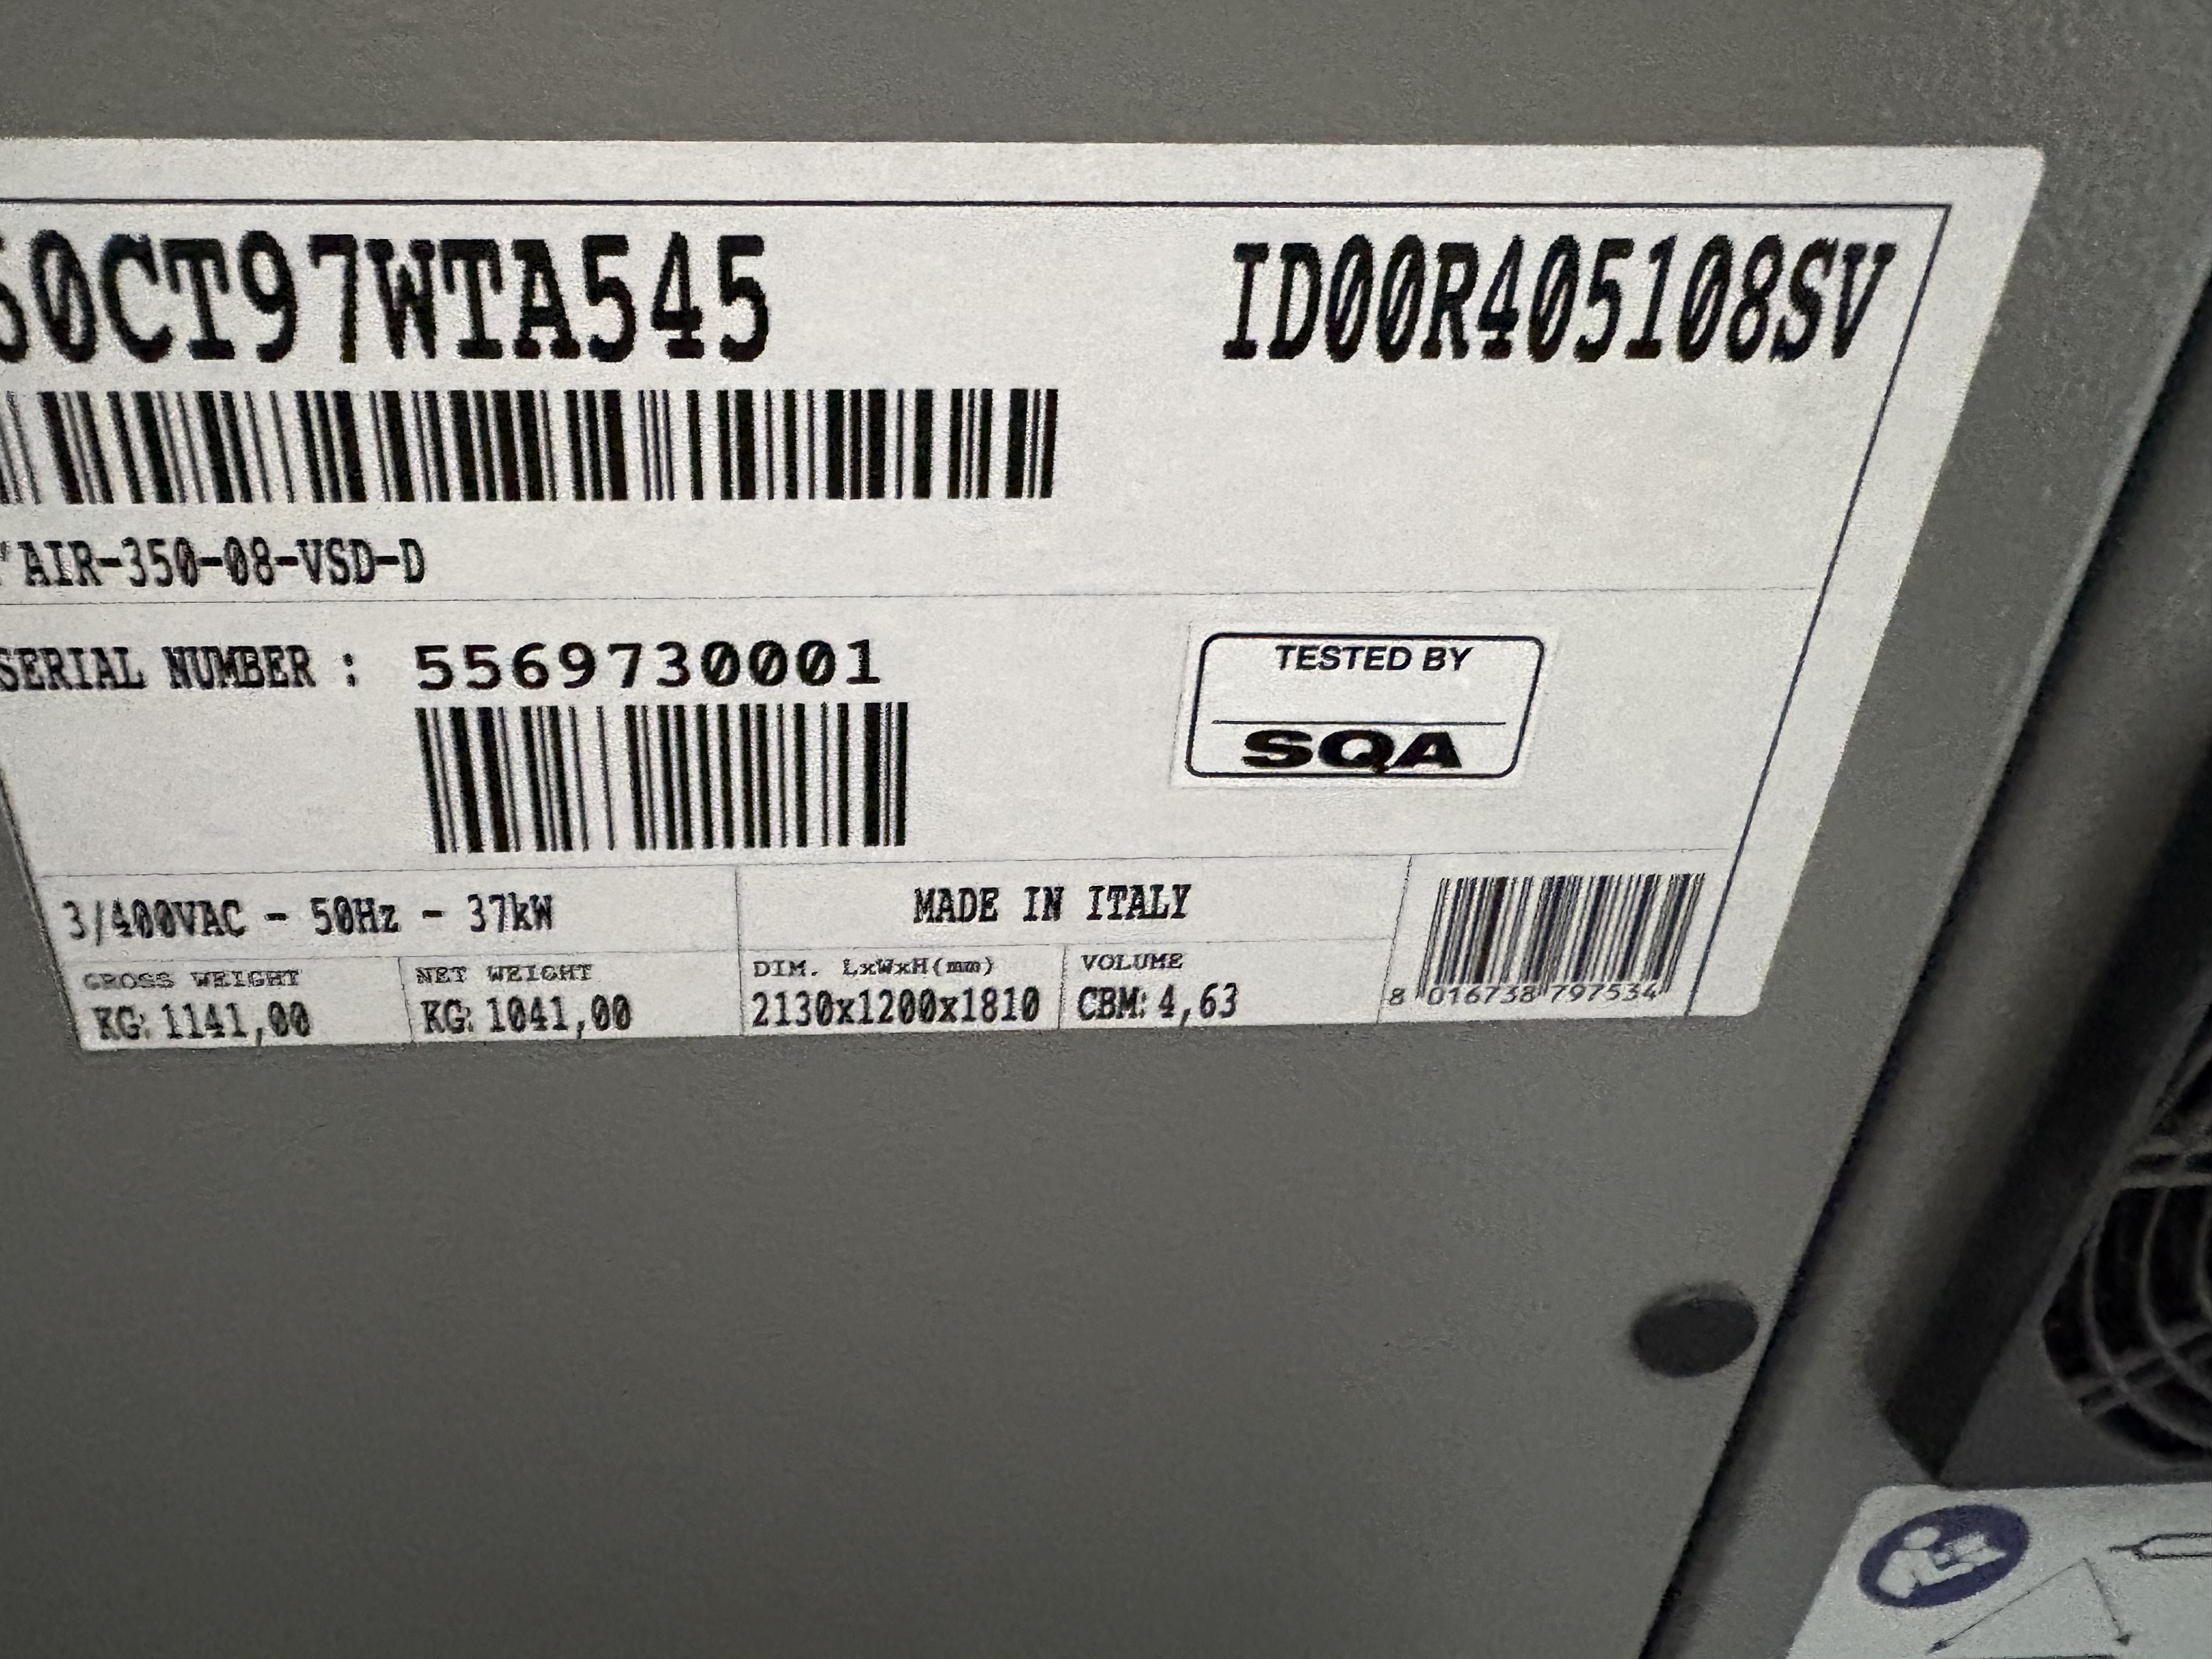 50CT97WTA545 ID00R405108SV
'AIR-350-08-VSD-D
SERIAL NUMBER : 5569730001
TESTED BY
SQA
3/400VAC - 50Hz - 37kW
MADE IN ITALY
GROSS WEIGHT
KG: 1141,00
NET WEIGHT
KG: 1041,00
DIM. LxWxH(mm)
2130x1200x1810
VOLUME
CBM: 4,63
8 016738 797534